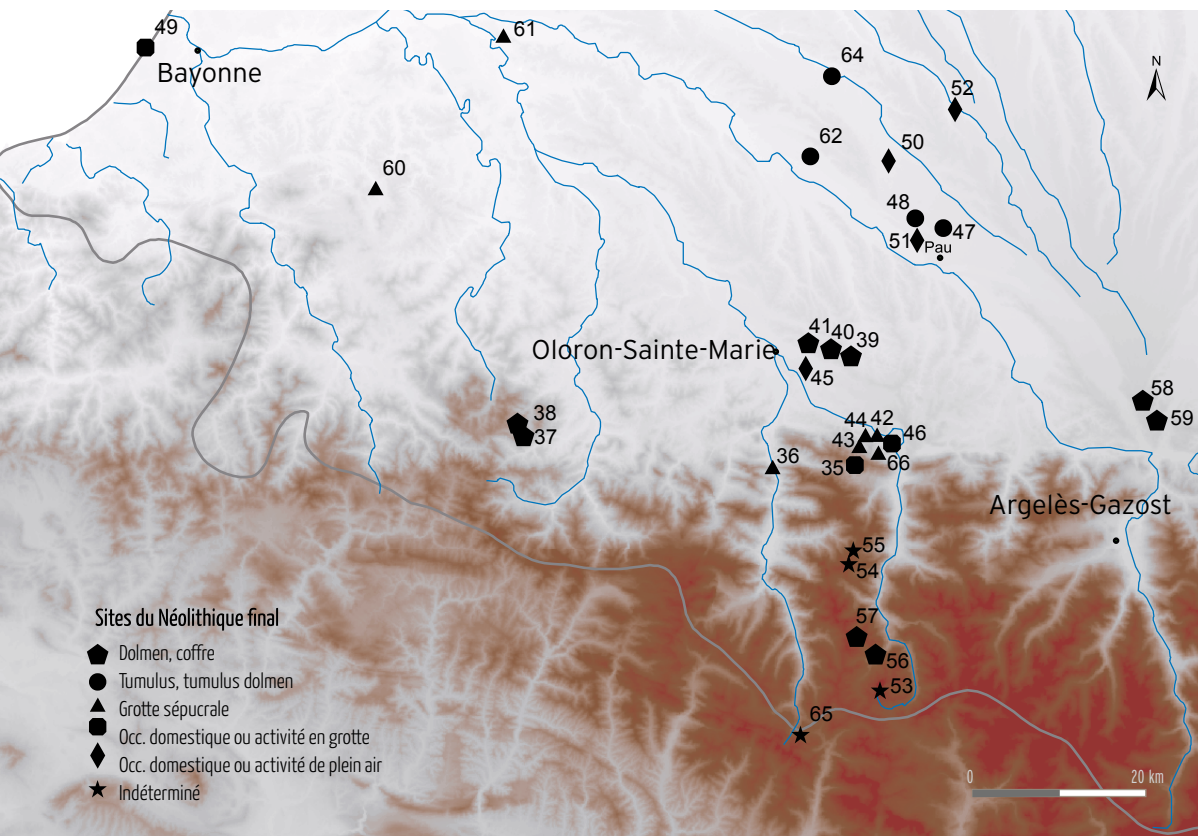 49
61
Bayonne
64
N
52
62
50
60
48
47
51
Pau
41
40
39
Oloron-Sainte-Marie
45
58
59
38
37
44
42
46
43
36
35
66
Argelès-Gazost
55
54
57
56
53
65
Sites du Néolithique final
Dolmen, coffre
Tumulus, tumulus dolmen
Grotte sépucrale
Occ. domestique ou activité en grotte
Occ. domestique ou activité de plein air
Indéterminé
0
20 km